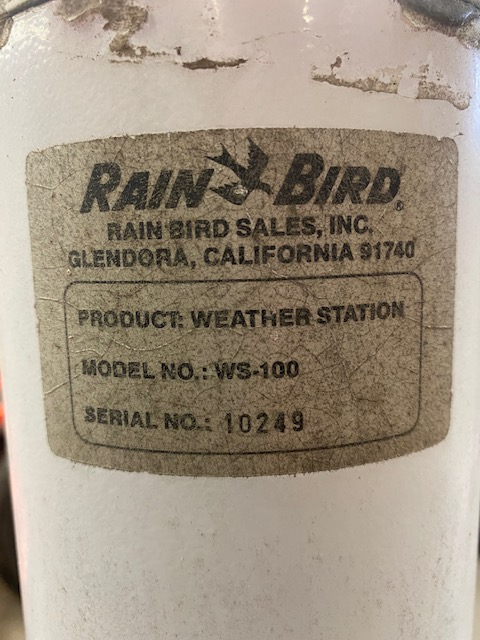 RAIN BIRD®
RAIN BIRD SALES, INC.
GLENDORA, CALIFORNIA 91740
PRODUCT: WEATHER STATION
MODEL NO.: WS-100
SERIAL NO.: 10249